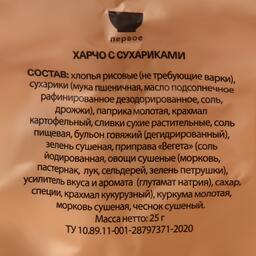 первое
ХАРЧО С СУХАРИКАМИ
СОСТАВ: хлопья рисовые (не требующие варки),
сухарики (мука пшеничная, масло подсолнечное
рафинированное дезодорированное, соль,
дрожжи), паприка молотая, крахмал
картофельный, сливки сухие растительные, соль
пищевая, бульон говяжий (дегидрированный),
зелень сушеная, приправа «Вегета» (соль
йодированная, овощи сушеные (морковь,
пастернак, лук, сельдерей, зелень петрушки),
усилитель вкуса и аромата (глутамат натрия), сахар,
специи, крахмал кукурузный), куркума молотая,
морковь сушеная, чеснок сушеный.
Масса нетто: 25 г
ТУ 10.89.11-001-28797371-2020